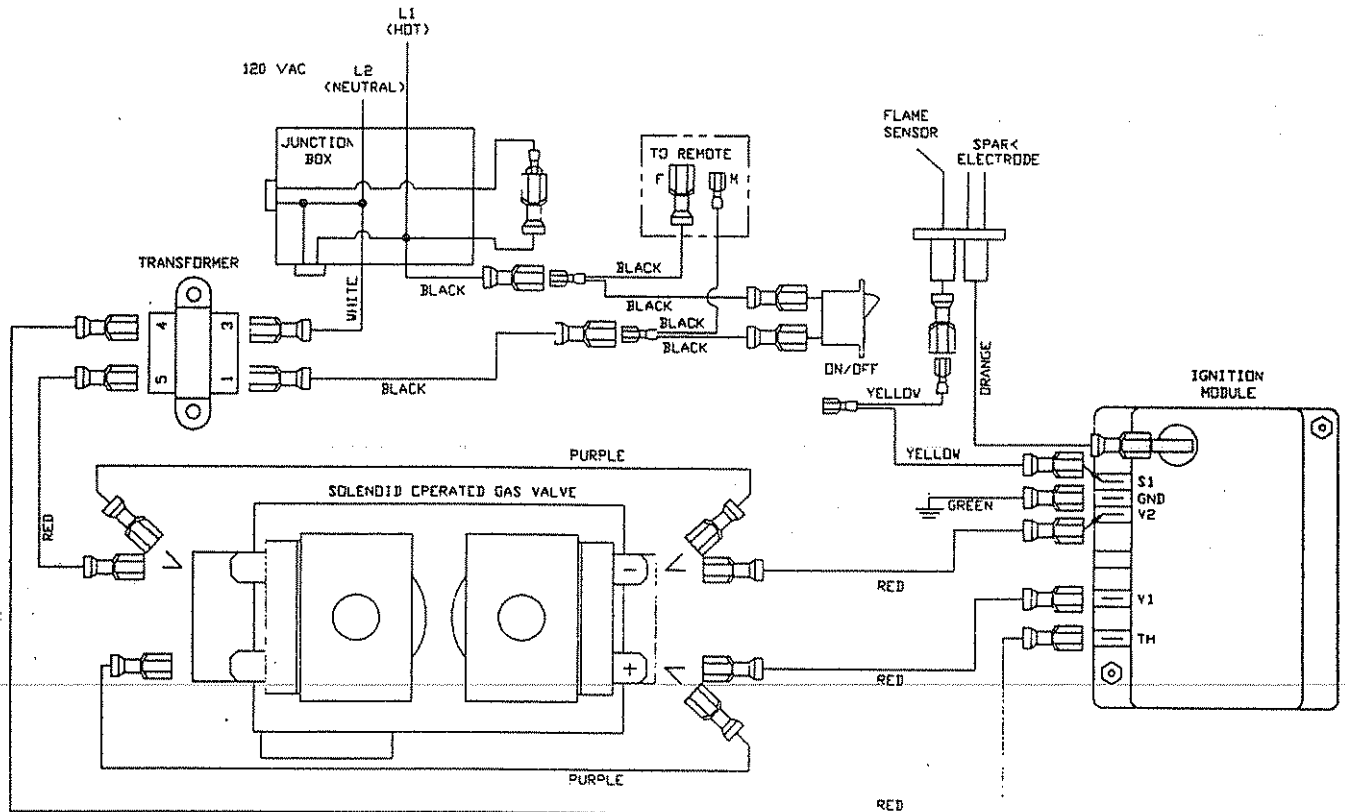 L1
(HOT)
120 VAC
L2
(NEUTRAL)
JUNCTION
BOX
TO REMOTE
F
M
FLAME
SENSOR
SPARK
ELECTRODE
TRANSFORMER
BLACK
BLACK
BLACK
WHITE
4
3
BLACK
BLACK
5
1
BLACK
ON/OFF
ORANGE
YELLOW
IGNITION
MODULE
PURPLE
YELLOW
S1
SOLENOID OPERATED GAS VALVE
GREEN
GND
V2
RED
-
RED
V1
TH
+
RED
PURPLE
RED